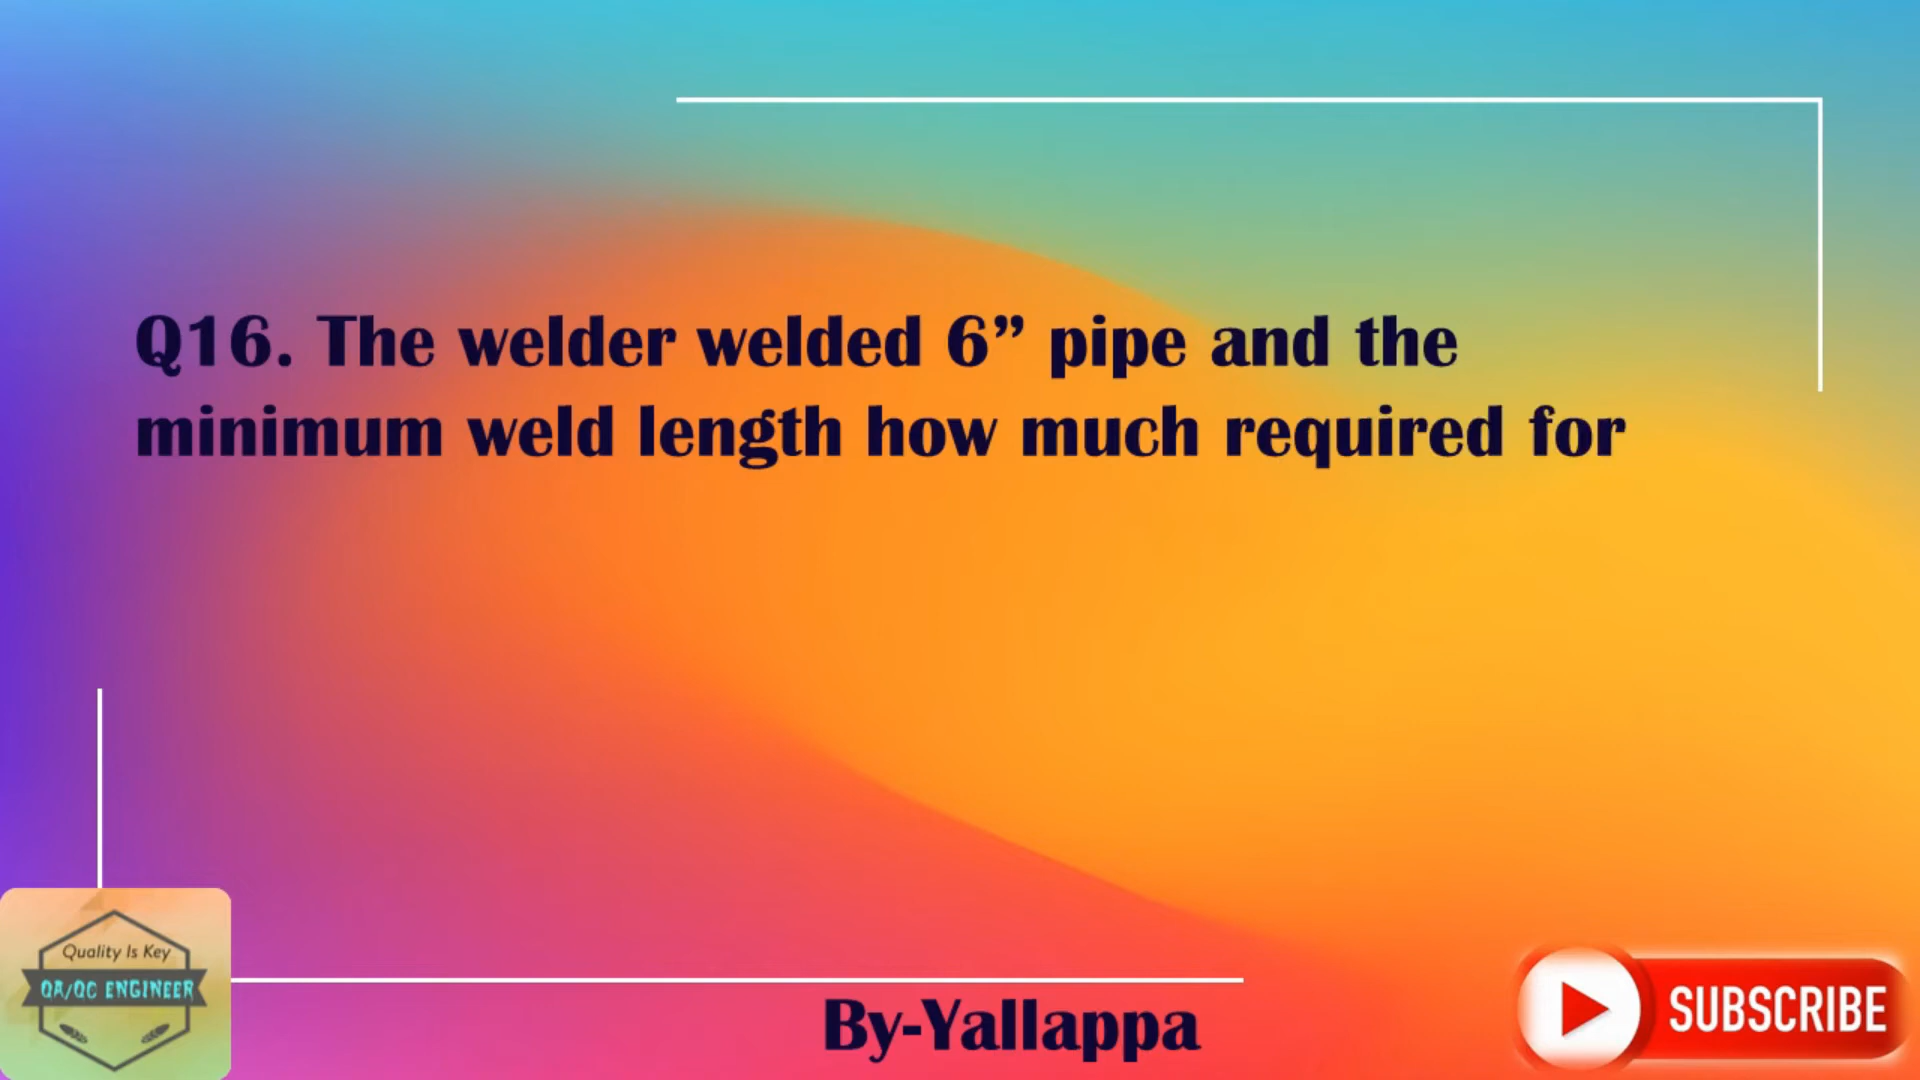 Q16. The welder welded 6” pipe and the
minimum weld length how much required for
Quality Is Key
QA/QC ENGINEER
By-Yallappa
SUBSCRIBE